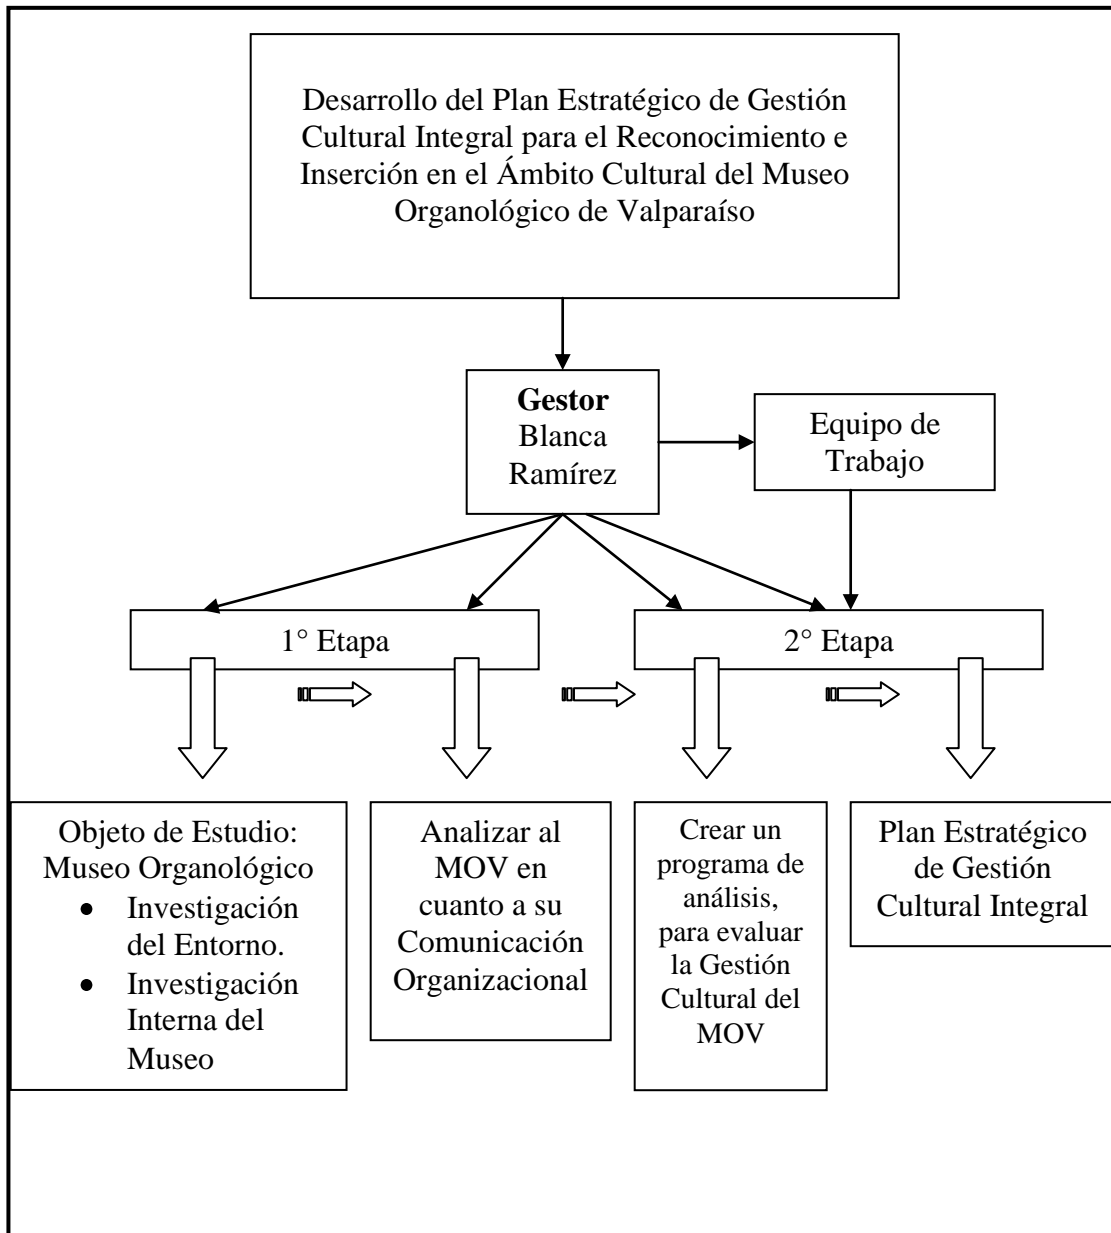 Desarrollo del Plan Estratégico de Gestión
Cultural Integral para el Reconocimiento e
Inserción en el Ámbito Cultural del Museo
Organológico de Valparaíso
Gestor
Blanca
Ramírez
Equipo de
Trabajo
1° Etapa
2° Etapa
Objeto de Estudio:
Museo Organológico
• Investigación
del Entorno.
• Investigación
Interna del
Museo
Analizar al
MOV en
cuanto a su
Comunicación
Organizacional
Crear un
programa de
análisis,
para evaluar
la Gestión
Cultural del
MOV
Plan Estratégico
de Gestión
Cultural Integral